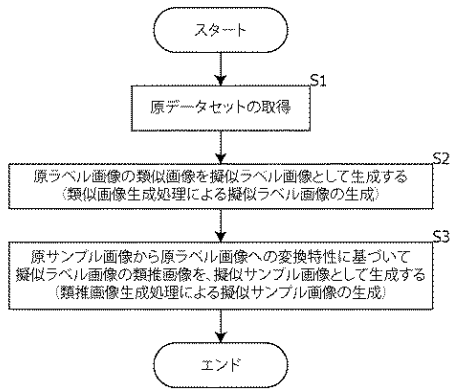 スタート
S1
原データセットの取得
S2
原ラベル画像の類似画像を擬似ラベル画像として生成する
（類似画像生成処理による擬似ラベル画像の生成）
S3
原サンプル画像から原ラベル画像への変換特性に基づいて
擬似ラベル画像の類推画像を、擬似サンプル画像として生成する
（類推画像生成処理による擬似サンプル画像の生成）
エンド